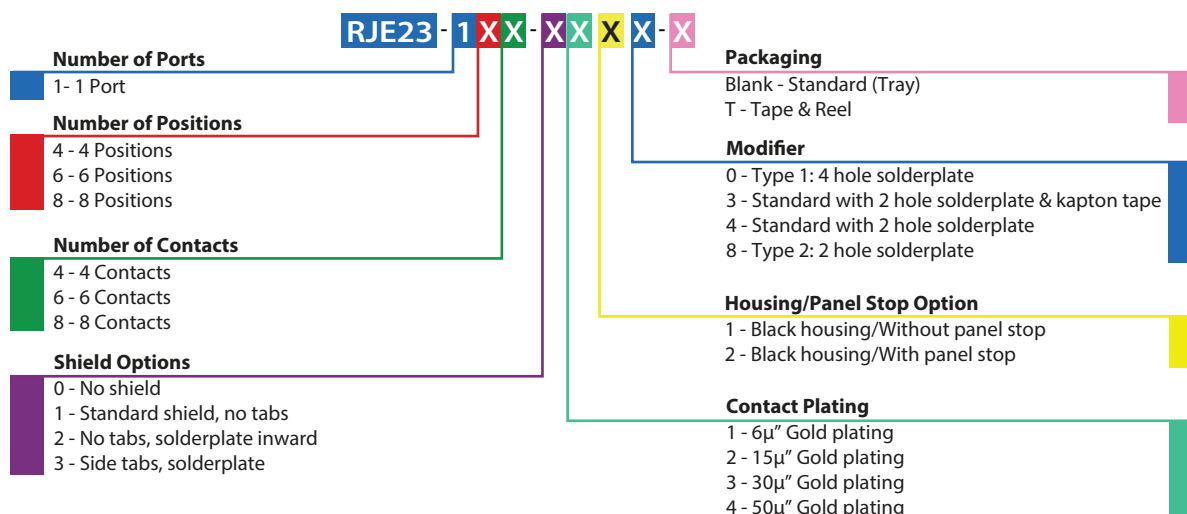 RJE23 - 1 X X - X X X X - X
Number of Ports
1- 1 Port
Number of Positions
4 - 4 Positions
6 - 6 Positions
8 - 8 Positions
Number of Contacts
4 - 4 Contacts
6 - 6 Contacts
8 - 8 Contacts
Shield Options
0 - No shield
1 - Standard shield, no tabs
2 - No tabs, solderplate inward
3 - Side tabs, solderplate
Packaging
Blank - Standard (Tray)
T - Tape & Reel
Modifier
0 - Type 1: 4 hole solderplate
3 - Standard with 2 hole solderplate & kapton tape
4 - Standard with 2 hole solderplate
8 - Type 2: 2 hole solderplate
Housing/Panel Stop Option
1 - Black housing/Without panel stop
2 - Black housing/With panel stop
Contact Plating
1 - 6µ” Gold plating
2 - 15µ” Gold plating
3 - 30µ” Gold plating
4 - 50µ” Gold plating